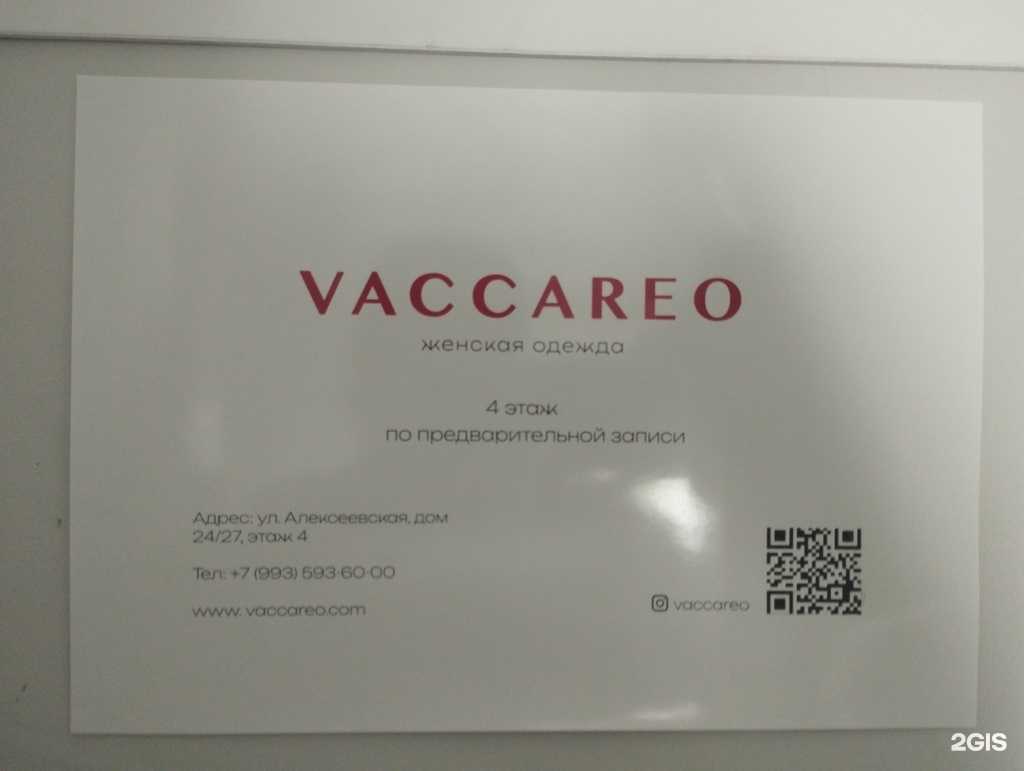 VACCAREO
женская одежда
4 этаж
по предварительной записи
Адрес: ул. Алексеевская, дом
24/27, этаж 4
Тел: +7 (993) 593-60-00
www. vaccareo.com
vaccareo
2GIS